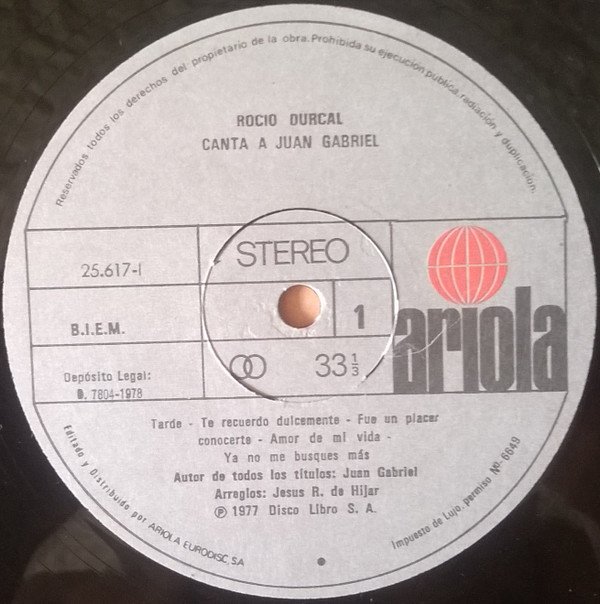 Reservados todos los derechos del propietario de la obra. Prohibida su ejecución pública, radiación y duplicación.
ROCIO DURCAL
CANTA A JUAN GABRIEL
STEREO
25.617-I
B.I.E.M.
1
ariola
Depósito Legal:
B. 7804-1978
33 1/3
Tarde - Te recuerdo dulcemente - Fue un placer
conocerte - Amor de mi vida -
Ya no me busques más
Autor de todos los títulos: Juan Gabriel
Arreglos: Jesus R. de Hijar
℗ 1977 Disco Libro S. A.
Editado y Distribuido por ARIOLA EURODISC, S.A
Impuesto de Lujo, permiso Nº. 6649